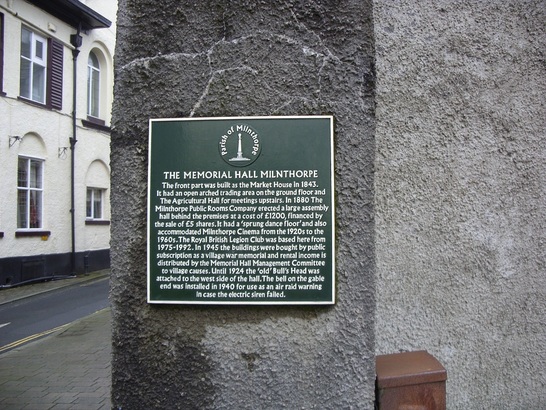 Parish of Milnthorpe
THE MEMORIAL HALL MILNTHORPE
The front part was built as the Market House in 1843.
It had an open arched trading area on the ground floor and
The Agricultural Hall for meetings upstairs. In 1880 The
Milnthorpe Public Rooms Company erected a large assembly
hall behind the premises at a cost of £1200, financed by
the sale of £5 shares. It had a 'sprung dance floor' and also
accommodated Milnthorpe Cinema from the 1920s to the
1960s. The Royal British Legion Club was based here from
1975-1992. In 1945 the buildings were bought by public
subscription as a village war memorial and rental income is
distributed by the Memorial Hall Management Committee
to village causes. Until 1924 the 'old' Bull's Head was
attached to the west side of the hall. The bell on the gable
end was installed in 1940 for use as an air raid warning
in case the electric siren failed.